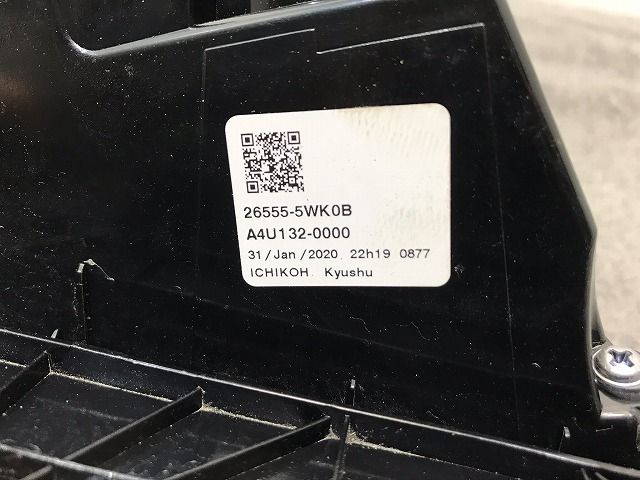 26555-5WK0B
A4U132-0000
31/Jan/2020 22h19 0877
ICHIKOH Kyushu